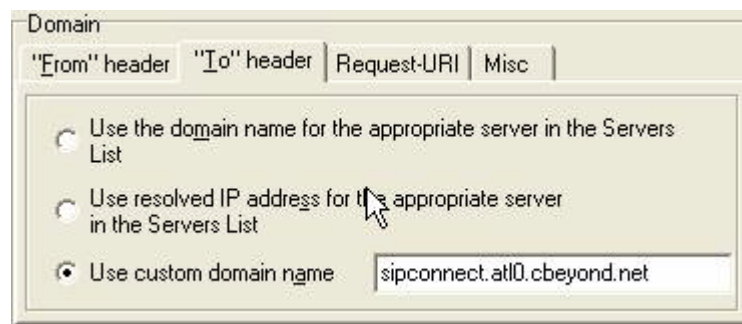 Domain
"From" header "To" header Request-URI Misc
Use the domain name for the appropriate server in the Servers
List
Use resolved IP address for the appropriate server
in the Servers List
Use custom domain name sipconnect.atl0.cbeyond.net